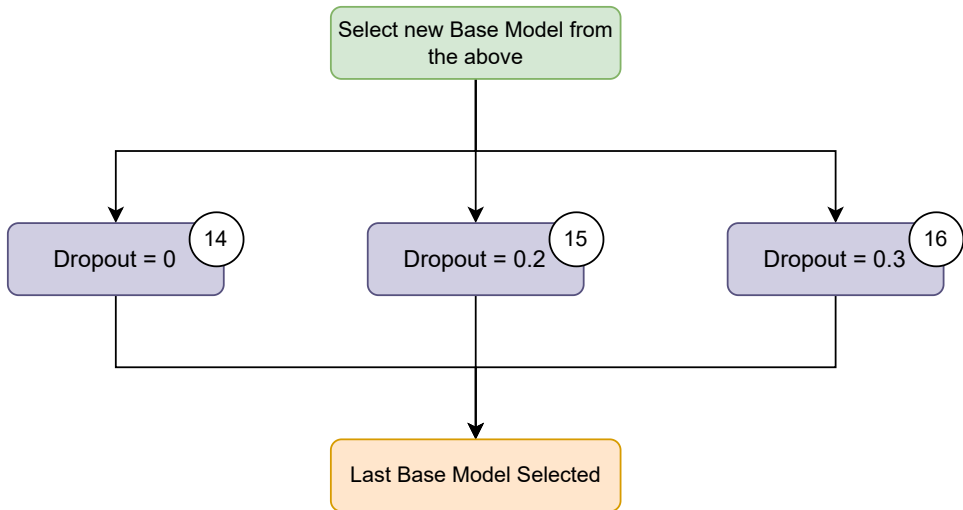 Select new Base Model from
the above
14
Dropout = 0
15
Dropout = 0.2
16
Dropout = 0.3
Last Base Model Selected